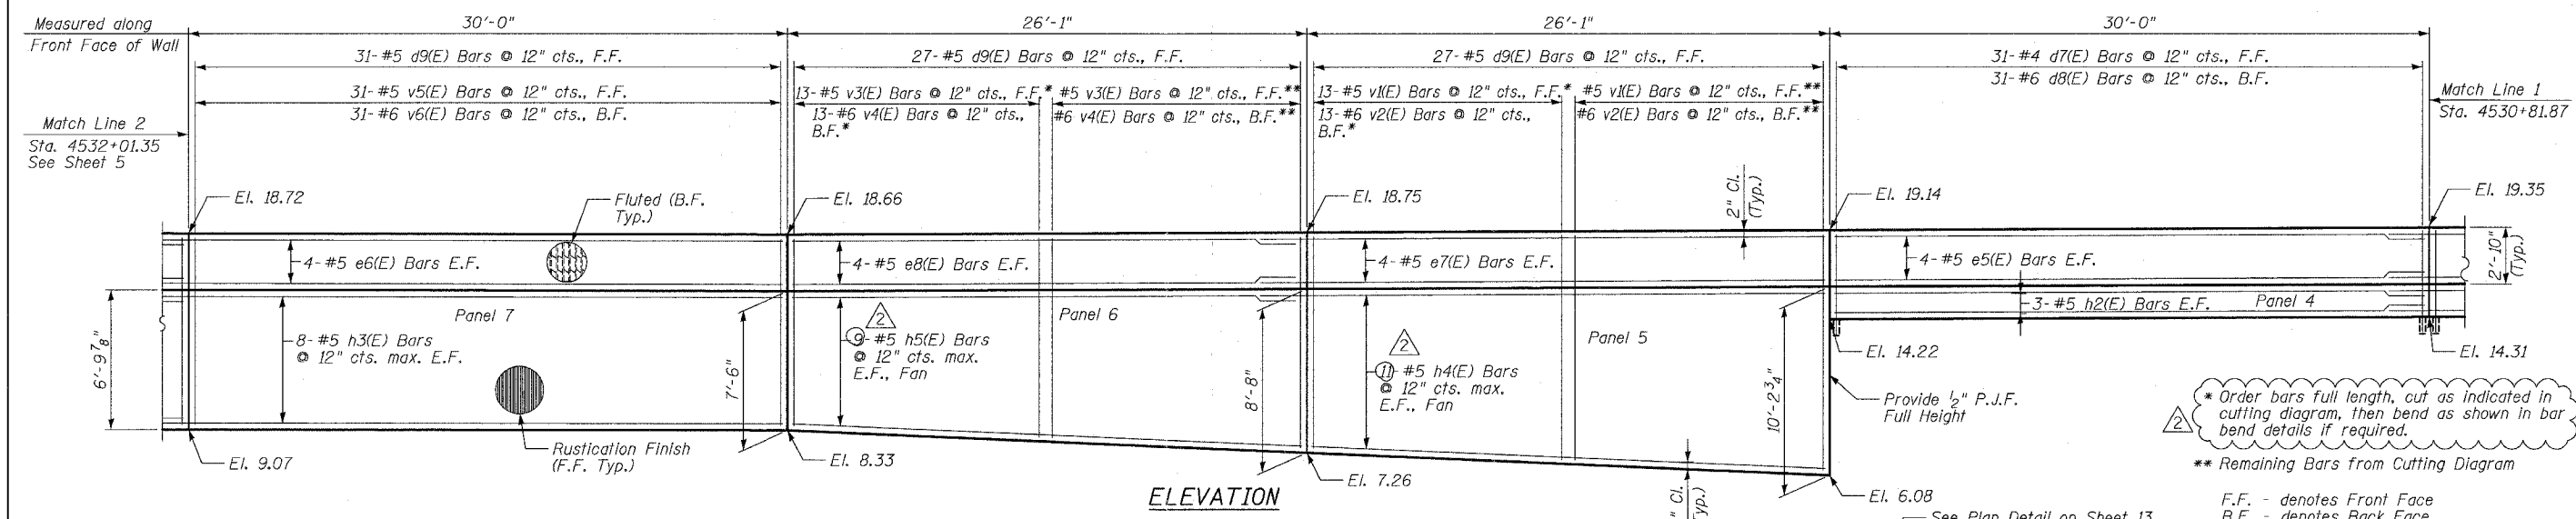 Measured along
Front Face of Wall
30'-0"
26'-1"
26'-1"
30'-0"
31- #5 d9(E) Bars @ 12" cts., F.F.
27- #5 d9(E) Bars @ 12" cts., F.F.
27- #5 d9(E) Bars @ 12" cts., F.F.
31- #4 d7(E) Bars @ 12" cts., F.F.
31- #6 d8(E) Bars @ 12" cts., B.F.
31- #5 v5(E) Bars @ 12" cts., F.F.
31- #6 v6(E) Bars @ 12" cts., B.F.
13- #5 v3(E) Bars @ 12" cts., F.F.*
13- #6 v4(E) Bars @ 12" cts.,
B.F.*
#5 v3(E) Bars @ 12" cts., F.F.**
#6 v4(E) Bars @ 12" cts., B.F.**
13- #5 v1(E) Bars @ 12" cts., F.F.*
13- #6 v2(E) Bars @ 12" cts.,
B.F.*
#5 v1(E) Bars @ 12" cts., F.F.**
#6 v2(E) Bars @ 12" cts., B.F.**
Match Line 2
Sta. 4532+01.35
See Sheet 5
Match Line 1
Sta. 4530+81.87
El. 18.72
Fluted (B.F.
Typ.)
El. 18.66
El. 18.75
2" Cl.
(Typ.)
El. 19.14
El. 19.35
4- #5 e6(E) Bars E.F.
4- #5 e8(E) Bars E.F.
4- #5 e7(E) Bars E.F.
4- #5 e5(E) Bars E.F.
2'-10"
(Typ.)
3- #5 h2(E) Bars E.F.
Panel 4
Panel 7
Panel 6
Panel 5
6'-9 7/8"
8- #5 h3(E) Bars
@ 12" cts. max. E.F.
7'-6"
2
9- #5 h5(E) Bars
@ 12" cts. max.
E.F., Fan
8'-8"
2
11- #5 h4(E) Bars
@ 12" cts. max.
E.F., Fan
10'-2 3/4"
El. 14.22
El. 14.31
Provide 1/2" P.J.F.
Full Height
Rustication Finish
(F.F. Typ.)
El. 9.07
El. 8.33
El. 7.26
El. 6.08
2
* Order bars full length, cut as indicated in
cutting diagram, then bend as shown in bar
bend details if required.
** Remaining Bars from Cutting Diagram
ELEVATION
" Cl.
Typ.)
See Plan Detail on Sheet 13
F.F. - denotes Front Face
B.F. - denotes Back Face